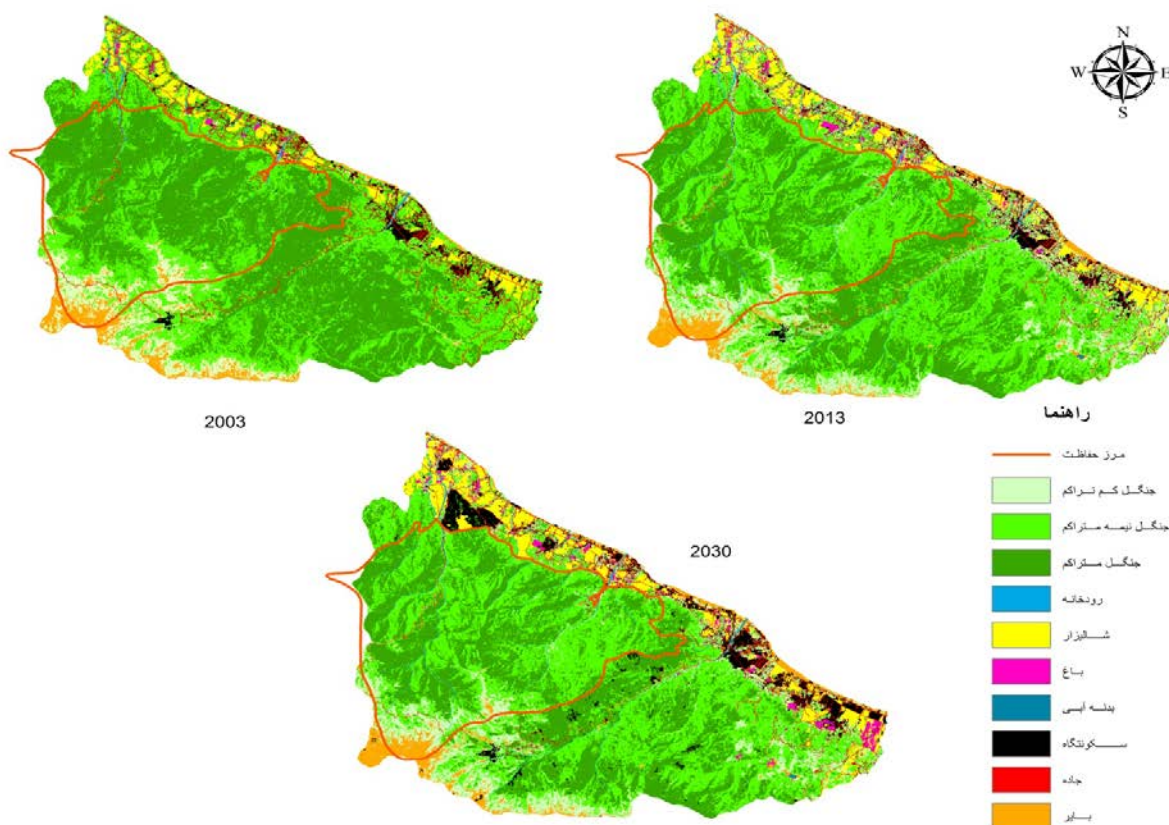 N
W E
S
2003
2013
راهنما
مرز حفاظت
جنگل کم تراکم
جنگل نیمه متراکم
جنگل متراکم
رودخانه
شالیزار
باغ
بدنه آبی
سکونتگاه
جاده
بایر
2030